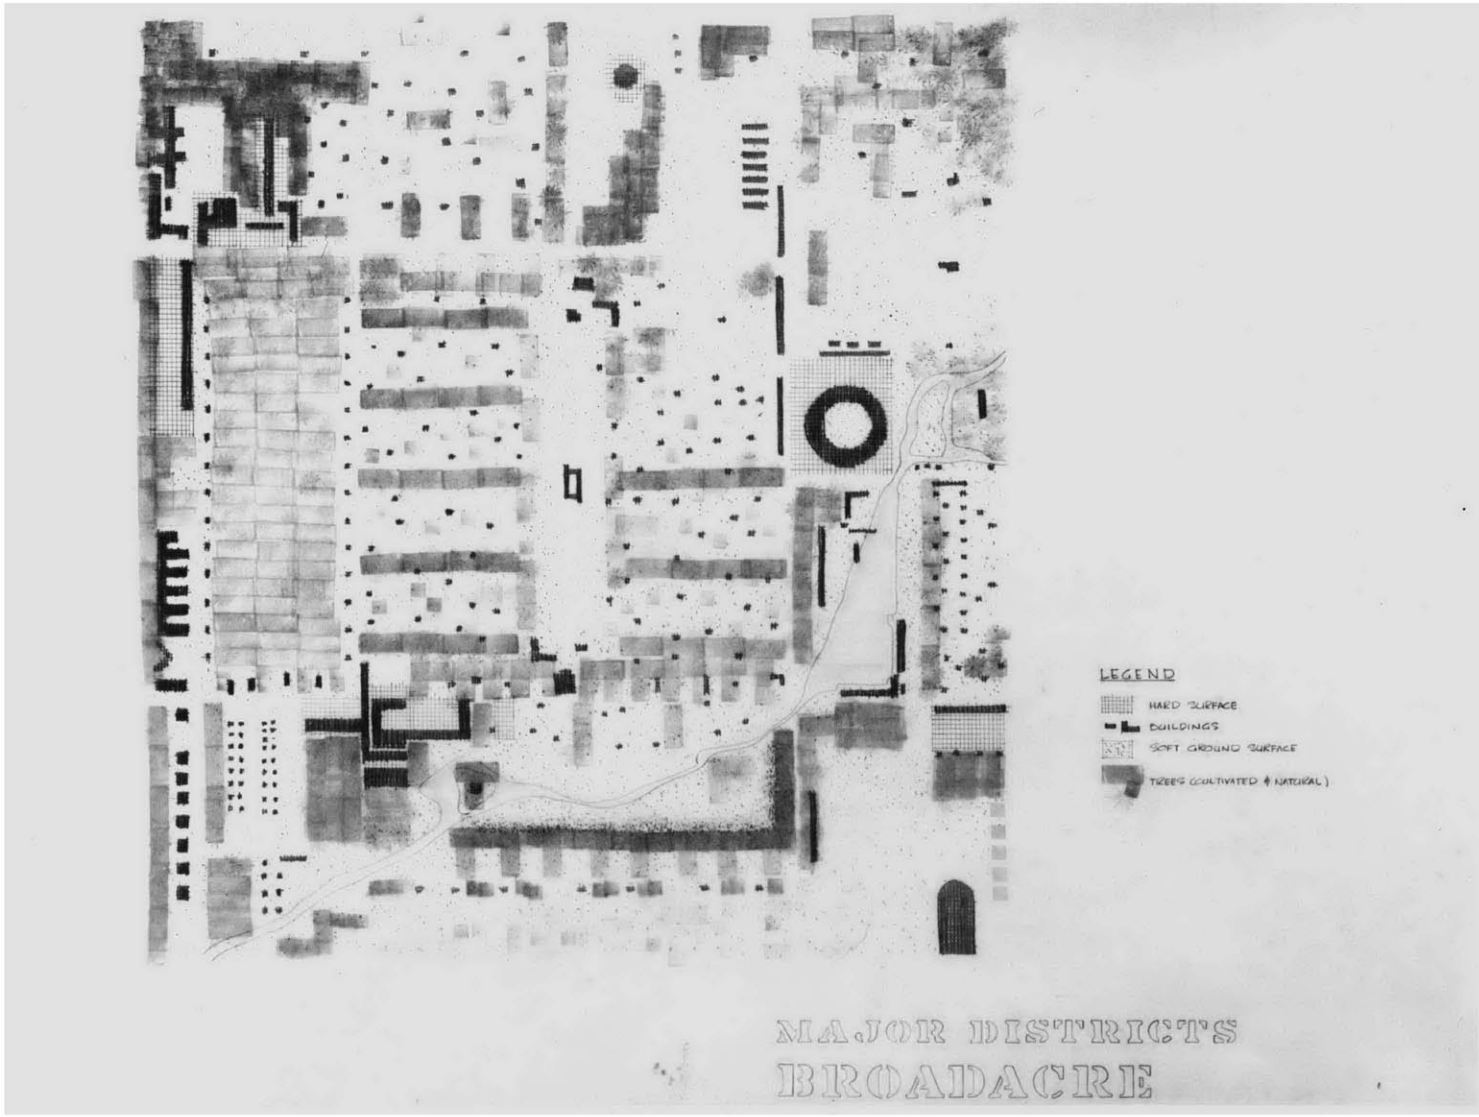 LEGEND
HARD SURFACE
BUILDINGS
SOFT GROUND SURFACE
TREES (CULTIVATED & NATURAL)
MAJOR DISTRICTS
BROADACRE